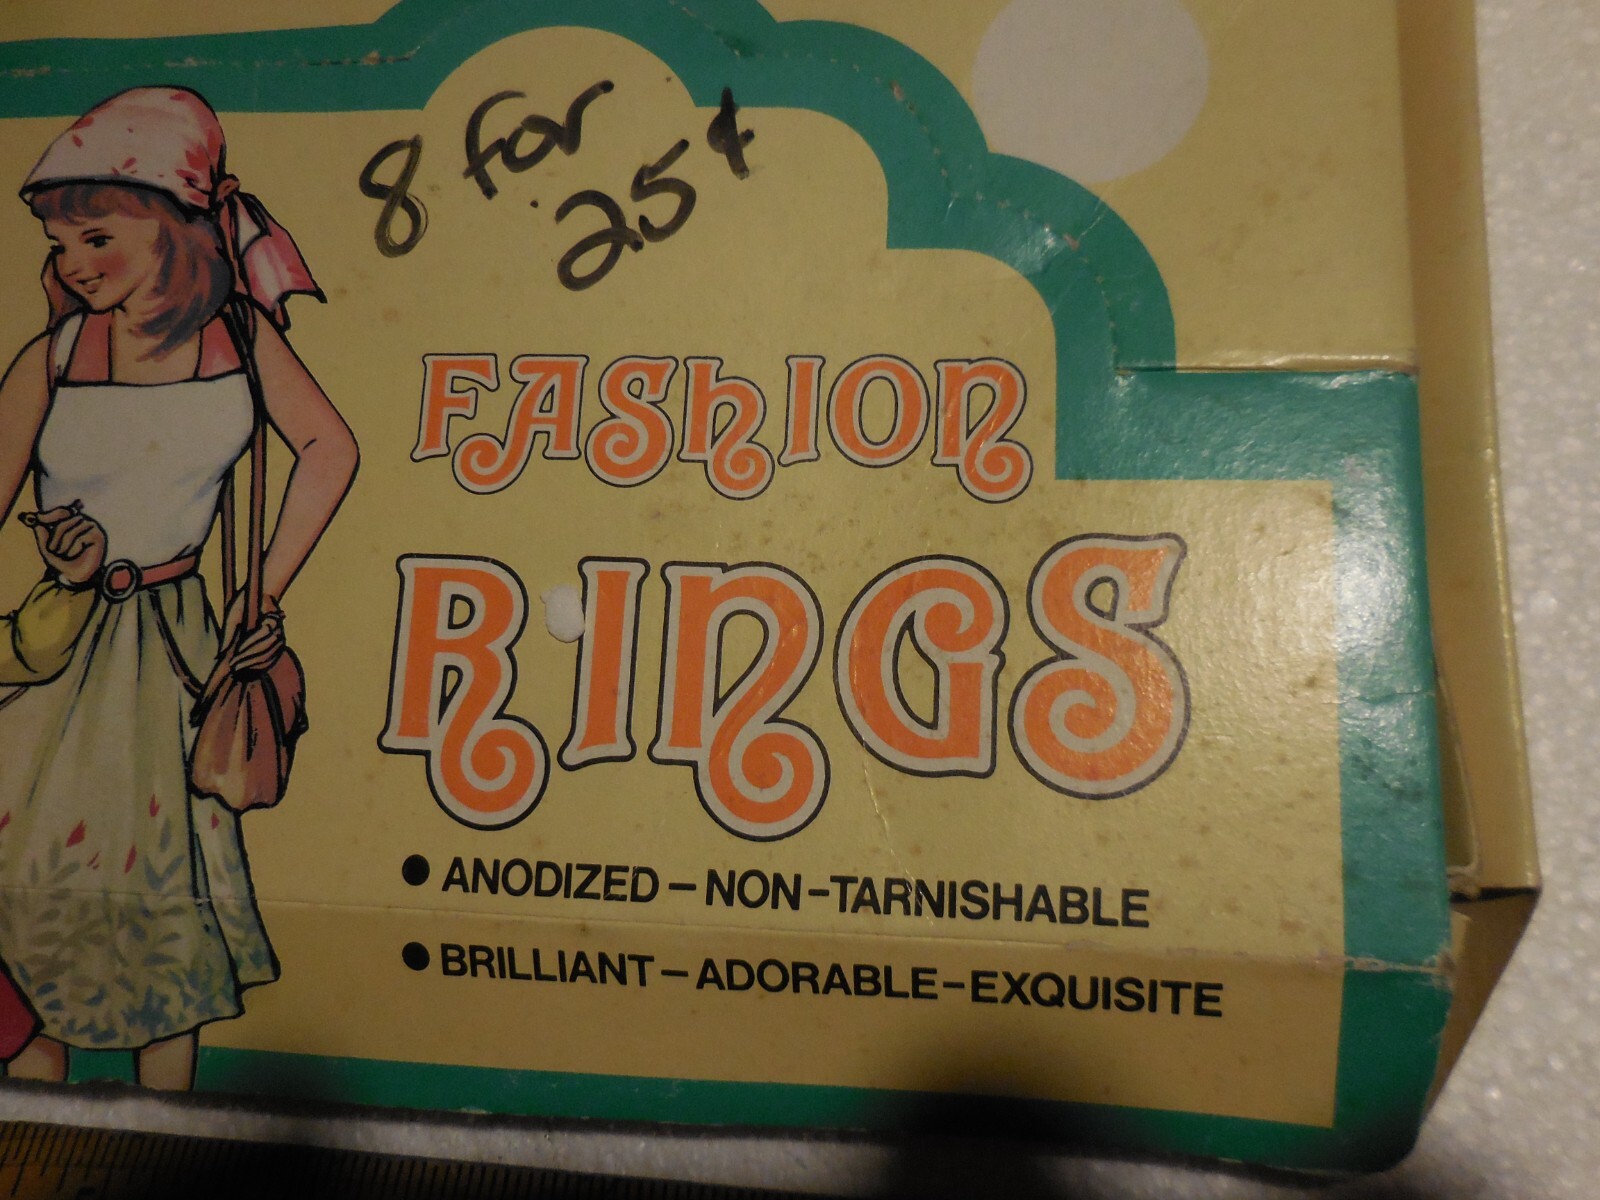 8 for
25¢
FAShION
RINGS
● ANODIZED – NON–TARNISHABLE
● BRILLIANT – ADORABLE–EXQUISITE